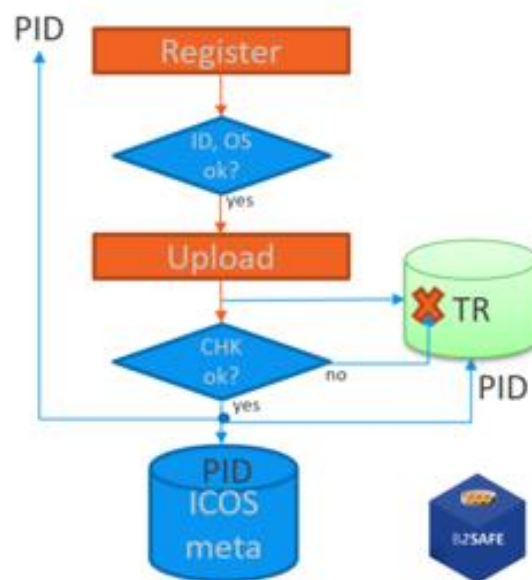 PID
Register
ID, OS
ok?
yes
Upload
TR
CHK
ok?
no
PID
yes
PID
ICOS
meta
B2SAFE